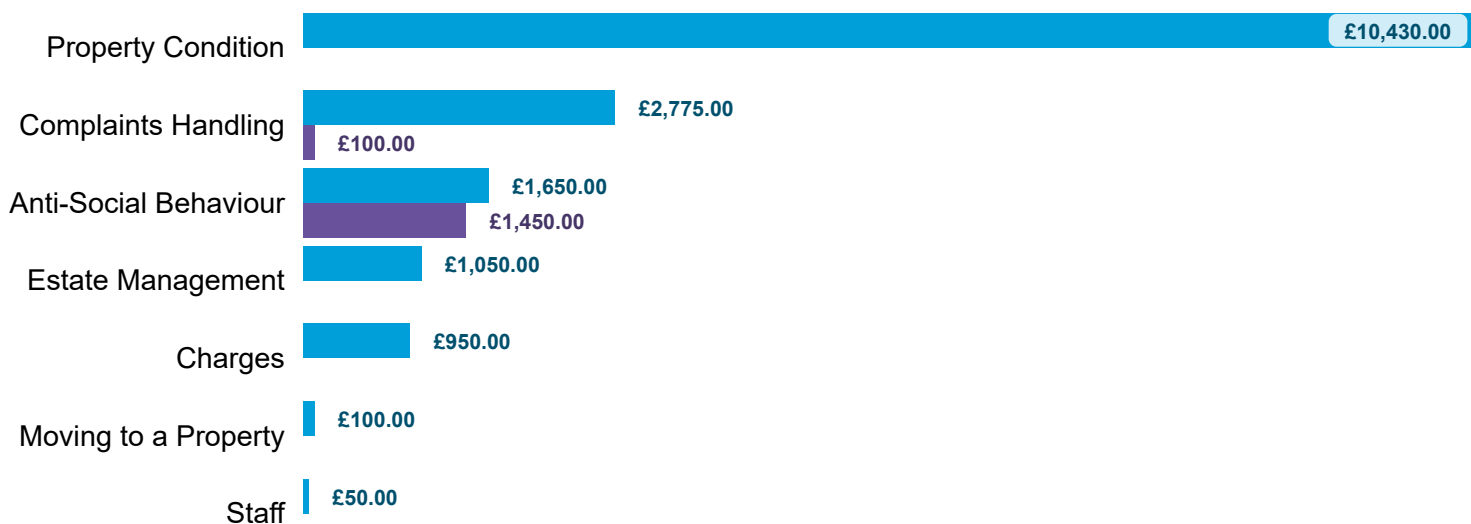 Property Condition
£10,430.00
Complaints Handling
£2,775.00
£100.00
Anti-Social Behaviour
£1,650.00
£1,450.00
Estate Management
£1,050.00
Charges
£950.00
Moving to a Property
£100.00
Staff
£50.00